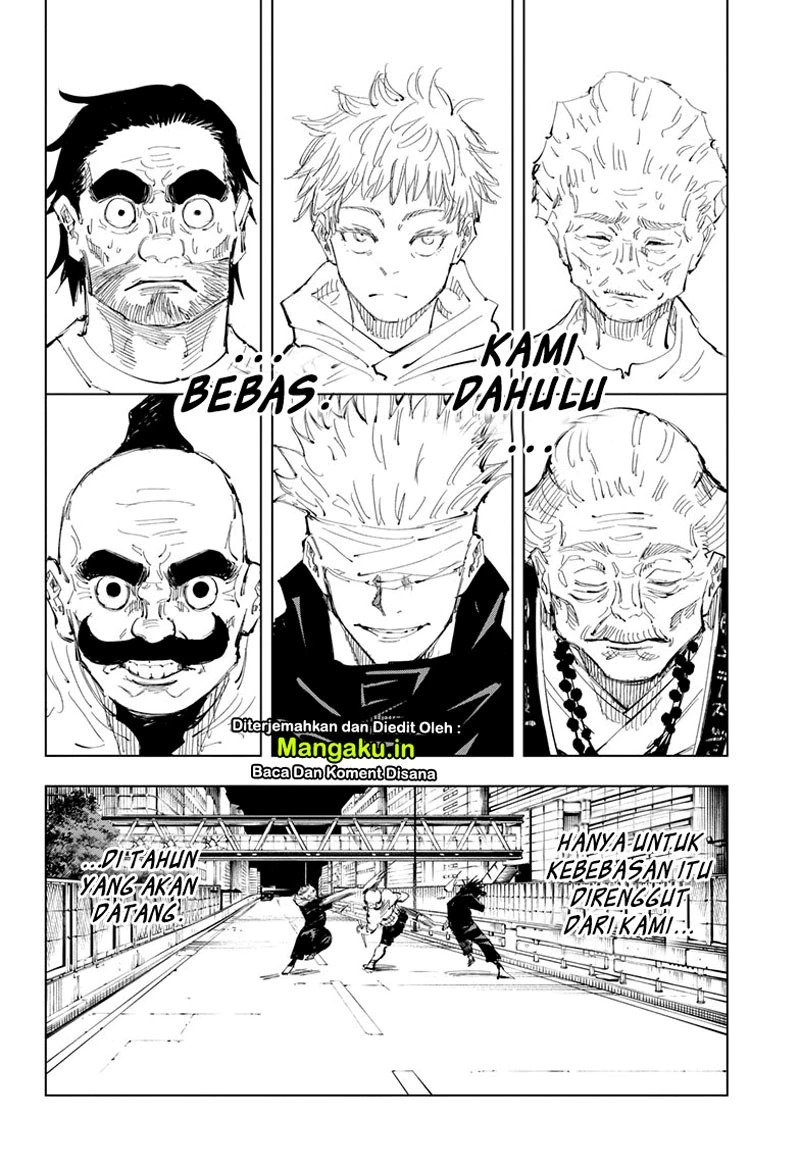 KAMI
DAHULU
...
...
BEBAS.
Diterjemahkan dan Diedit Oleh :
Mangaku.in
Baca Dan Koment Disana
HANYA UNTUK
KEBEBASAN ITU
DIRENGGUT
DARI KAMI...
...DI TAHUN
YANG AKAN
DATANG.